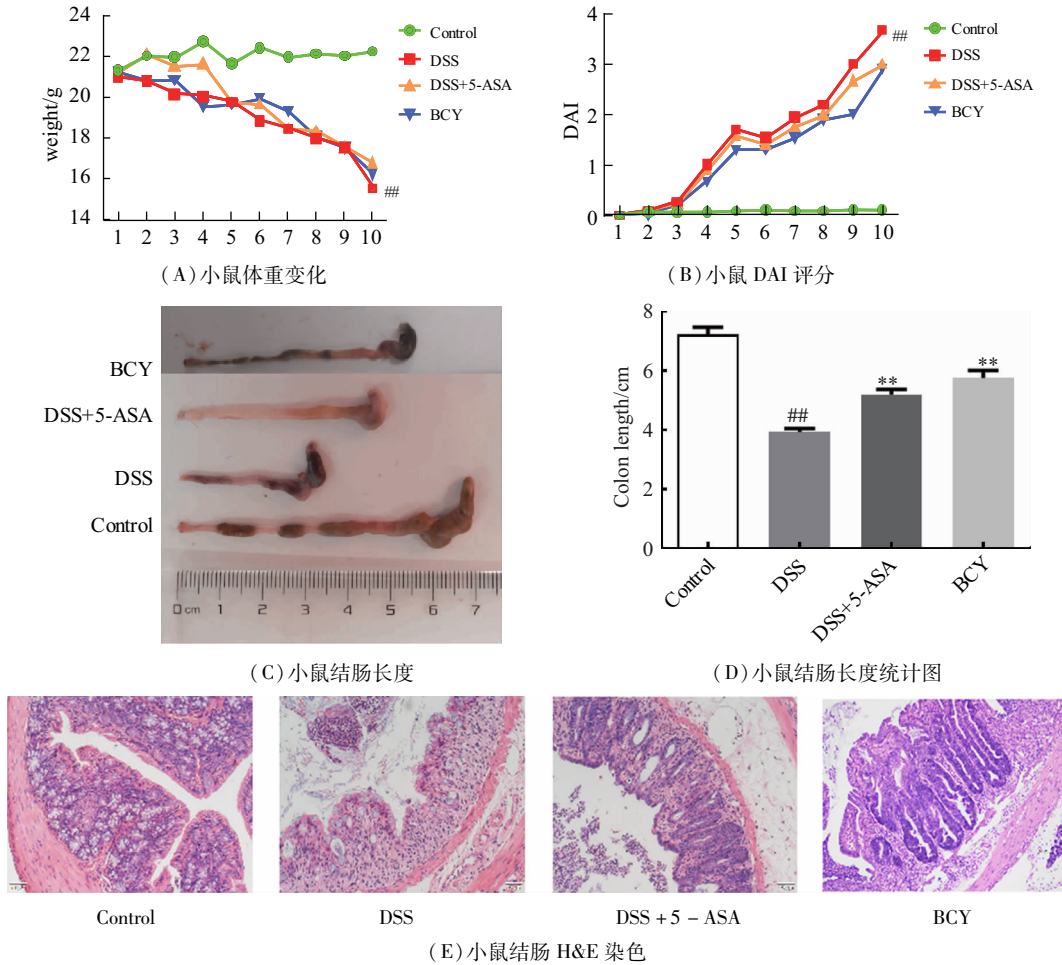 24
22
20
18
16
14
weight/g
1 2 3 4 5 6 7 8 9 10
Control
DSS
DSS+5-ASA
BCY
##
(A)小鼠体重变化
4
3
2
1
0
DAI
1 2 3 4 5 6 7 8 9 10
Control
DSS
DSS+5-ASA
BCY
##
(B)小鼠 DAI 评分
BCY
DSS+5-ASA
DSS
Control
0 cm 1 2 3 4 5 6 7
(C)小鼠结肠长度
8
6
4
2
0
Colon length/cm
##
**
**
Control
DSS
DSS+5-ASA
BCY
(D)小鼠结肠长度统计图
Control DSS DSS + 5 – ASA BCY
(E)小鼠结肠 H&E 染色